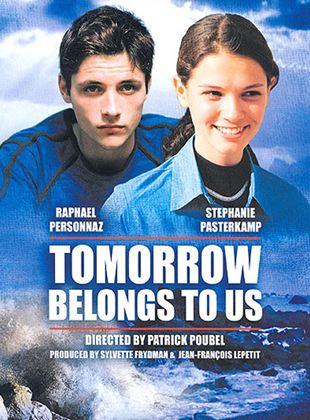 RAPHAEL STEPHANIE
PERSONNAZ PASTERKAMP
TOMORROW
BELONGS TO US
DIRECTED BY PATRICK POUBEL
PRODUCED BY SYLVETTE FRYDMAN & JEAN-FRANÇOIS LEPETIT